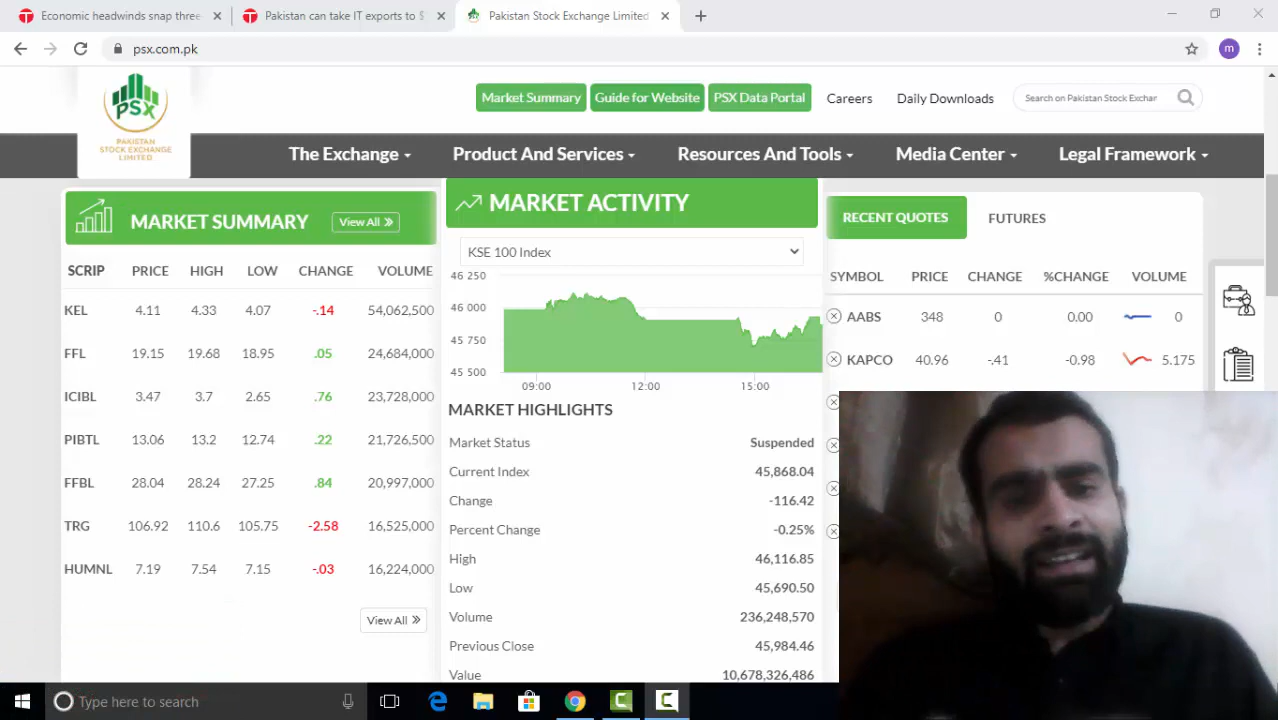 Economic headwinds snap three-
Pakistan can take IT exports to $
Pakistan Stock Exchange Limited
psx.com.pk
m
PSX
PAKISTAN
STOCK EXCHANGE
LIMITED
Market Summary Guide for Website PSX Data Portal Careers Daily Downloads Search on Pakistan Stock Exchar
The Exchange Product And Services Resources And Tools Media Center Legal Framework
MARKET SUMMARY View All
SCRIP PRICE HIGH LOW CHANGE VOLUME
KEL 4.11 4.33 4.07 -.14 54,062,500
FFL 19.15 19.68 18.95 .05 24,684,000
ICIBL 3.47 3.7 2.65 .76 23,728,000
PIBTL 13.06 13.2 12.74 .22 21,726,500
FFBL 28.04 28.24 27.25 .84 20,997,000
TRG 106.92 110.6 105.75 -2.58 16,525,000
HUMNL 7.19 7.54 7.15 -.03 16,224,000
View All
MARKET ACTIVITY
KSE 100 Index
46 250
46 000
45 750
45 500
09:00 12:00 15:00
MARKET HIGHLIGHTS
Market Status Suspended
Current Index 45,868.04
Change -116.42
Percent Change -0.25%
High 46,116.85
Low 45,690.50
Volume 236,248,570
Previous Close 45,984.46
Value 10,678,326,486
RECENT QUOTES FUTURES
SYMBOL PRICE CHANGE %CHANGE VOLUME
AABS 348 0 0.00 0
KAPCO 40.96 -.41 -0.98 5.175
Type here to search